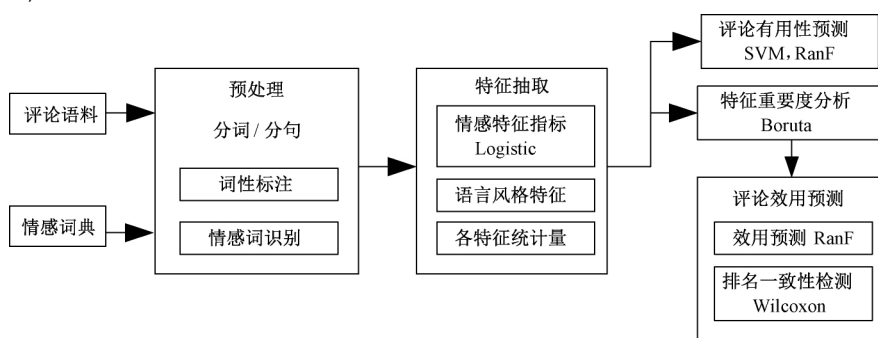 评论语料
情感词典
预处理
分词 / 分句
词性标注
情感词识别
特征抽取
情感特征指标
Logistic
语言风格特征
各特征统计量
评论有用性预测
SVM, RanF
特征重要度分析
Boruta
评论效用预测
效用预测 RanF
排名一致性检测
Wilcoxon